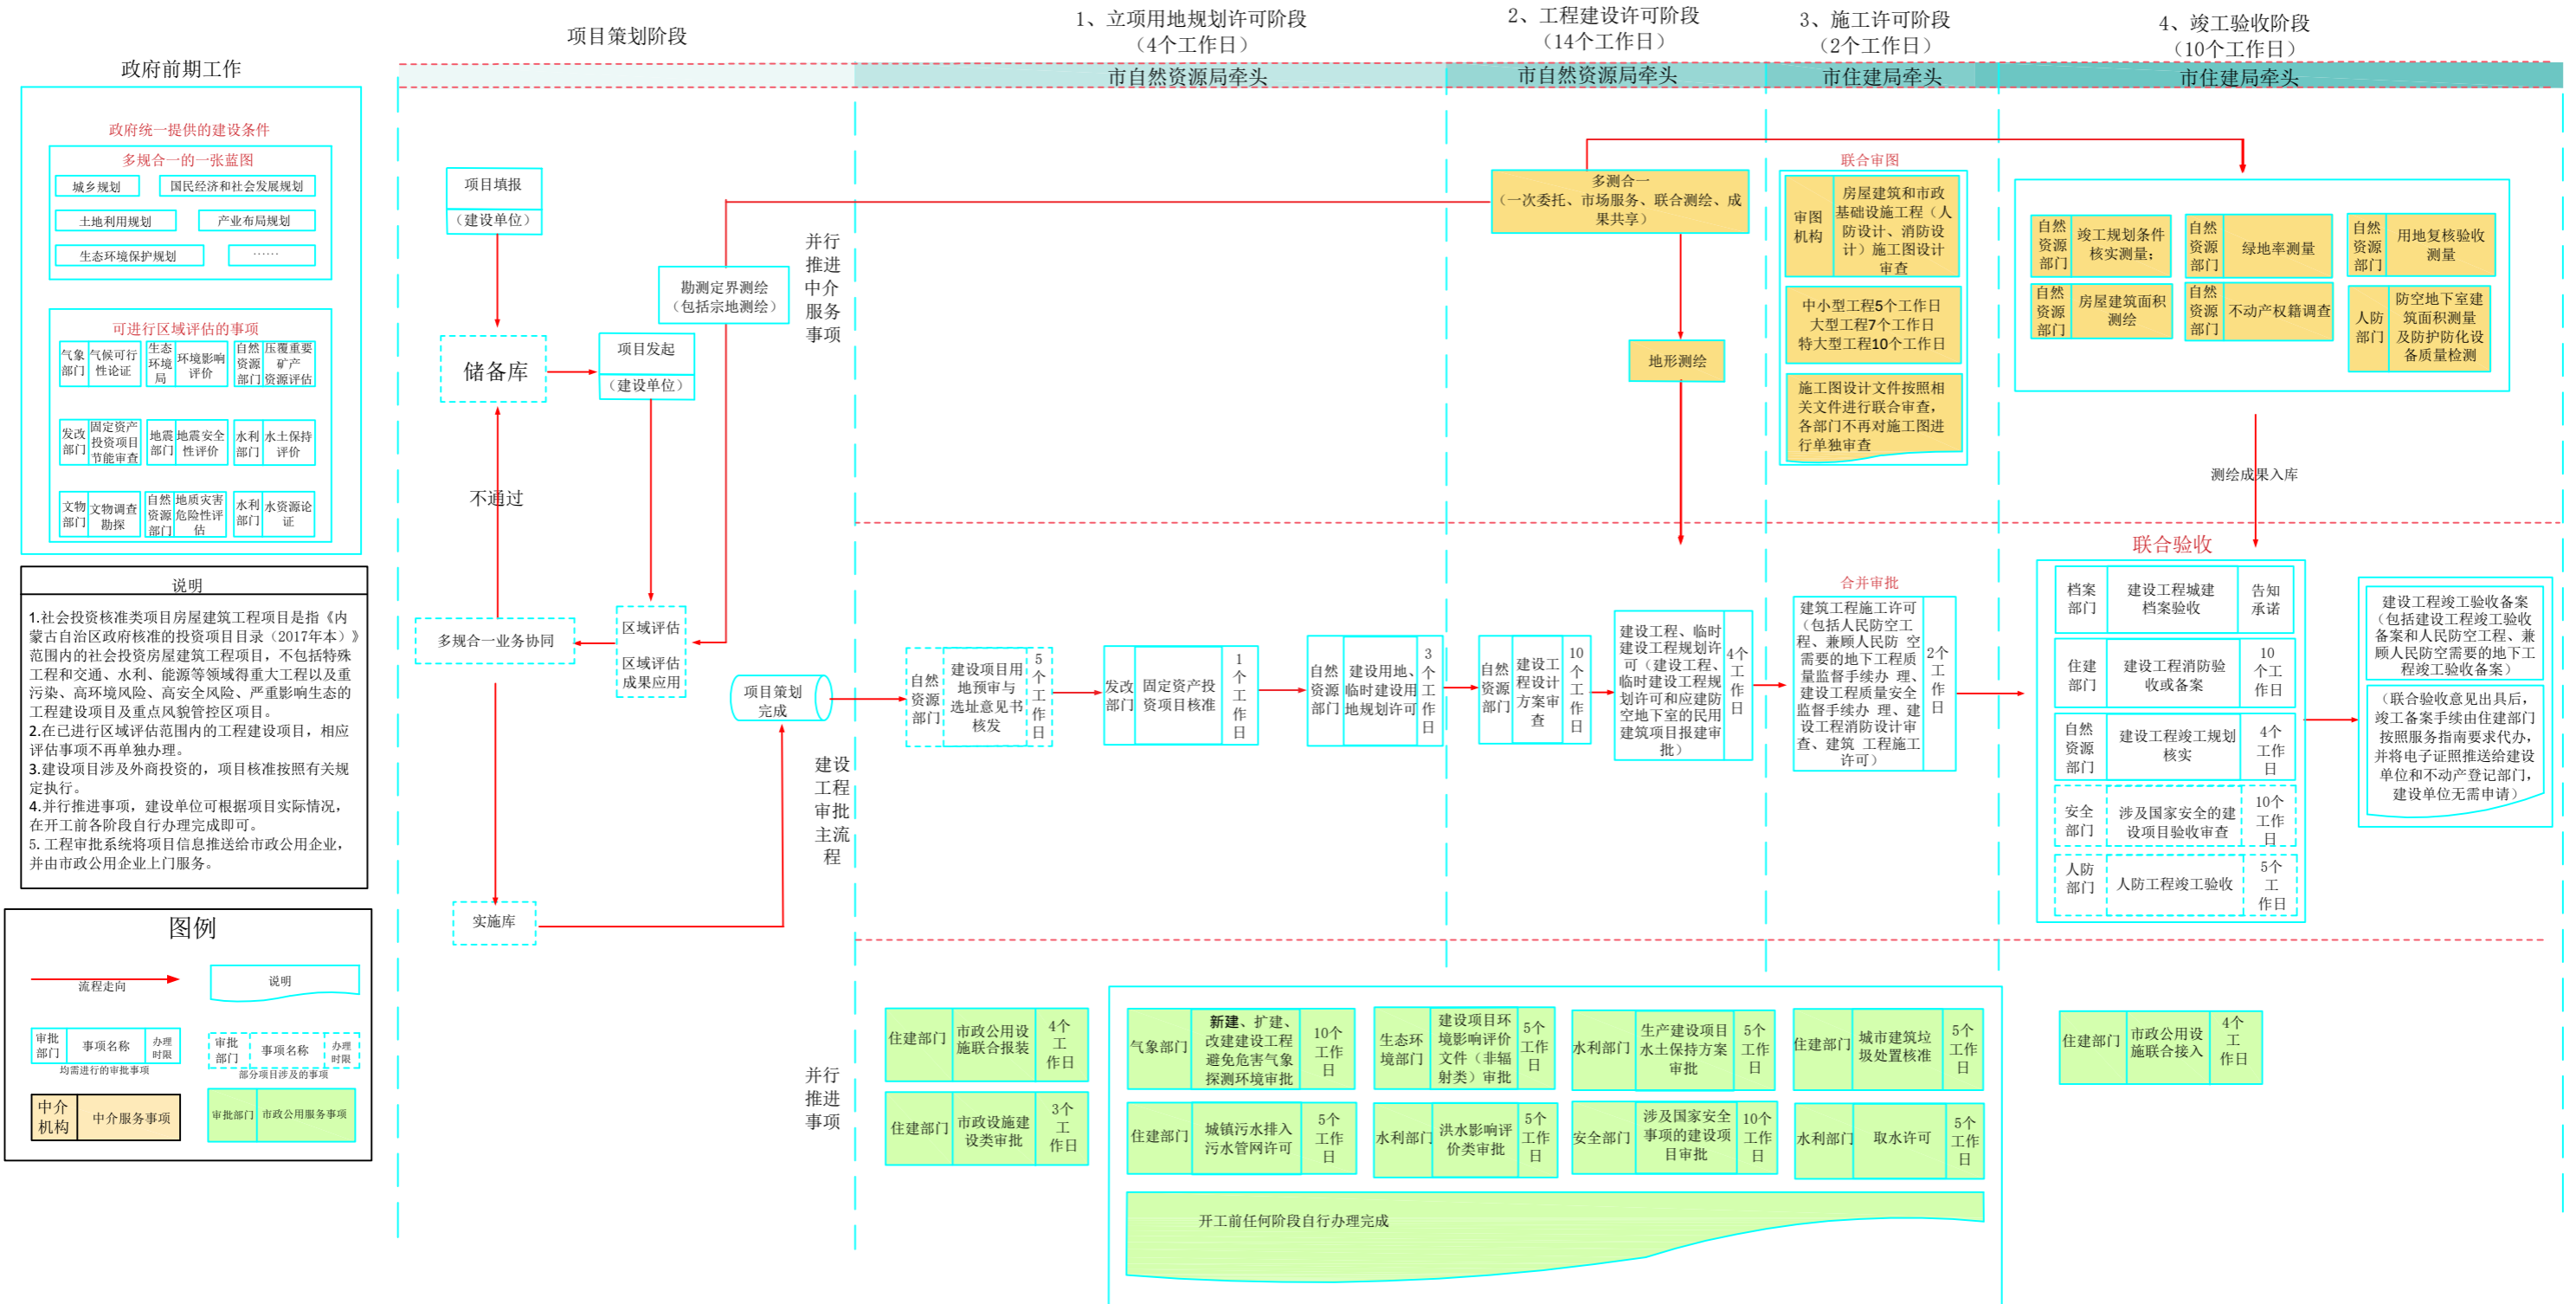 项目策划阶段
1、立项用地规划许可阶段
（4个工作日）
2、工程建设许可阶段
（14个工作日）
3、施工许可阶段
（2个工作日）
4、竣工验收阶段
（10个工作日）
市自然资源局牵头
市自然资源局牵头
市住建局牵头
市住建局牵头
政府前期工作
政府统一提供的建设条件
多规合一的一张蓝图
城乡规划
国民经济和社会发展规划
土地利用规划
产业布局规划
生态环境保护规划
……
可进行区域评估的事项
气象
部门
气候可行
性论证
生态
环境
局
环境影响
评价
自然
资源
部门
压覆重要
矿产
资源评估
发改
部门
固定资产
投资项目
节能审查
地震
部门
地震安全
性评价
水利
部门
水土保持
评价
文物
部门
文物调查
勘探
自然
资源
部门
地质灾害
危险性评
估
水利
部门
水资源论
证
说明
1.社会投资核准类项目房屋建筑工程项目是指《内
蒙古自治区政府核准的投资项目目录（2017年本）》
范围内的社会投资房屋建筑工程项目，不包括特殊
工程和交通、水利、能源等领域得重大工程以及重
污染、高环境风险、高安全风险、严重影响生态的
工程建设项目及重点风貌管控区项目。
2.在已进行区域评估范围内的工程建设项目，相应
评估事项不再单独办理。
3.建设项目涉及外商投资的，项目核准按照有关规
定执行。
4.并行推进事项，建设单位可根据项目实际情况，
在开工前各阶段自行办理完成即可。
5.工程审批系统将项目信息推送给市政公用企业，
并由市政公用企业上门服务。
图例
流程走向
说明
审批
部门
事项名称
办理
时限
均需进行的审批事项
审批
部门
事项名称
办理
时限
部分项目涉及的事项
中介
机构
中介服务事项
审批部门
市政公用服务事项
项目填报
（建设单位）
储备库
项目发起
（建设单位）
勘测定界测绘
（包括宗地测绘）
不通过
多规合一业务协同
区域评估
区域评估
成果应用
实施库
项目策划
完成
并行
推进
中介
服务
事项
多测合一
（一次委托、市场服务、联合测绘、成
果共享）
地形测绘
联合审图
审图
机构
房屋建筑和市政
基础设施工程（人
防设计、消防设
计）施工图设计
审查
中小型工程5个工作日
大型工程7个工作日
特大型工程10个工作日
施工图设计文件按照相
关文件进行联合审查，
各部门不再对施工图进
行单独审查
自然
资源
部门
竣工规划条件
核实测量；
自然
资源
部门
绿地率测量
自然
资源
部门
用地复核验收
测量
自然
资源
部门
房屋建筑面积
测绘
自然
资源
部门
不动产权籍调查
人防
部门
防空地下室建
筑面积测量
及防护防化设
备质量检测
测绘成果入库
建设
工程
审批
主流
程
自然
资源
部门
建设项目用
地预审与
选址意见书
核发
5
个
工
作
日
发改
部门
固定资产投
资项目核准
1
个
工
作
日
自然
资源
部门
建设用地、
临时建设用
地规划许可
3
个
工
作
日
自然
资源
部门
建设工
程设计
方案审
查
10
个
工
作
日
建设工程、临时
建设工程规划许
可（建设工程、
临时建设工程规
划许可和应建防
空地下室的民用
建筑项目报建审
批）
4个
工
作
日
合并审批
建筑工程施工许可
（包括人民防空工
程、兼顾人民防 空
需要的地下工程质
量监督手续办 理、
建设工程质量安全
监督手续办 理、建
设工程消防设计审
查、建筑 工程施工
许可）
2个
工
作
日
联合验收
档案
部门
建设工程城建
档案验收
告知
承诺
住建
部门
建设工程消防验
收或备案
10
个工
作日
自然
资源
部门
建设工程竣工规划
核实
4个
工作
日
安全
部门
涉及国家安全的建
设项目验收审查
10个
工作
日
人防
部门
人防工程竣工验收
5个
工
作日
建设工程竣工验收备案
（包括建设工程竣工验收
备案和人民防空工程、兼
顾人民防空需要的地下工
程竣工验收备案）
（联合验收意见出具后，
竣工备案手续由住建部门
按照服务指南要求代办，
并将电子证照推送给建设
单位和不动产登记部门，
建设单位无需申请）
并行
推进
事项
住建部门
市政公用设
施联合报装
4个
工
作日
住建部门
市政设施建
设类审批
3个
工
作日
气象部门
新建、扩建、
改建建设工程
避免危害气象
探测环境审批
10个
工作
日
生态环
境部门
建设项目环
境影响评价
文件（非辐
射类）审批
5个
工作
日
水利部门
生产建设项目
水土保持方案
审批
5个
工作
日
住建部门
城市建筑垃
圾处置核准
5个
工作
日
住建部门
城镇污水排入
污水管网许可
5个
工作
日
水利部门
洪水影响评
价类审批
5个
工作
日
安全部门
涉及国家安全
事项的建设项
目审批
10个
工作
日
水利部门
取水许可
5个
工作
日
开工前任何阶段自行办理完成
住建部门
市政公用设
施联合接入
4个
工
作日